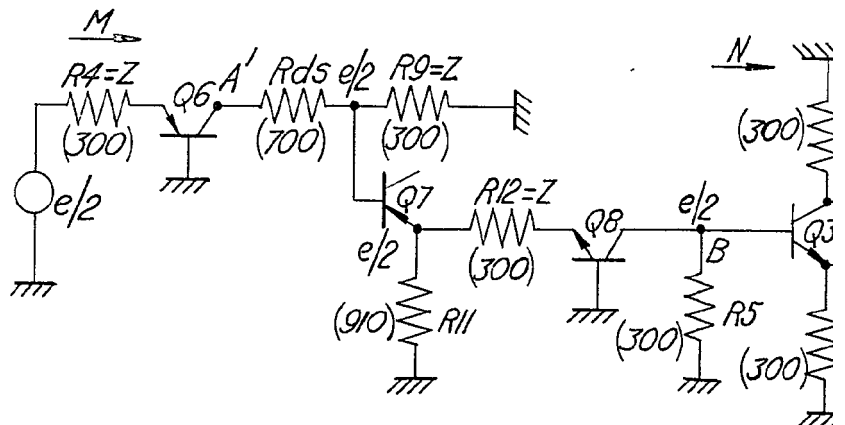 M
N
R4=Z
Q6
A'
Rds
e/2
R9=Z
(300)
(700)
(300)
(300)
e/2
Q7
R12=Z
Q8
e/2
Q3
e/2
B
(300)
(910)
R11
(300)
R5
(300)